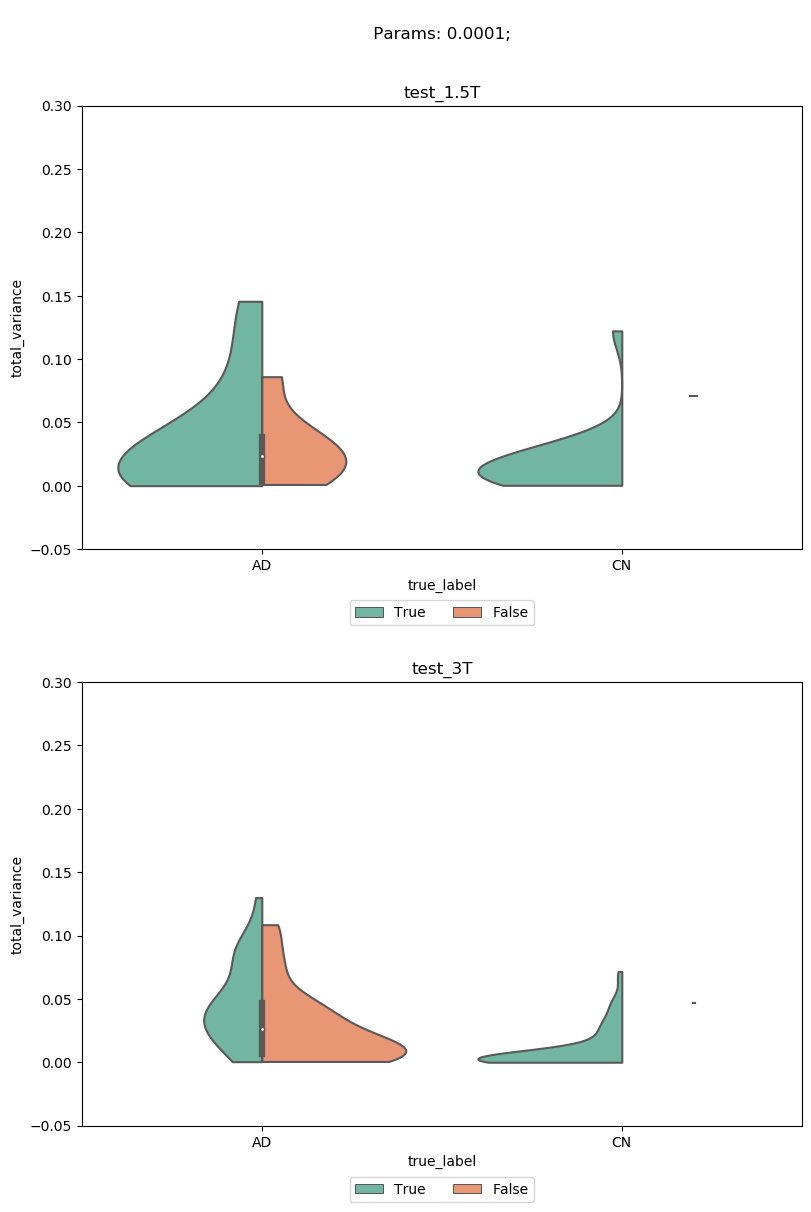 Params: 0.0001;
test_1.5T
0.30
0.25
0.20
0.15
0.10
0.05
0.00
−0.05
total_variance
AD
CN
true_label
True
False
test_3T
0.30
0.25
0.20
0.15
0.10
0.05
0.00
−0.05
total_variance
AD
CN
true_label
True
False